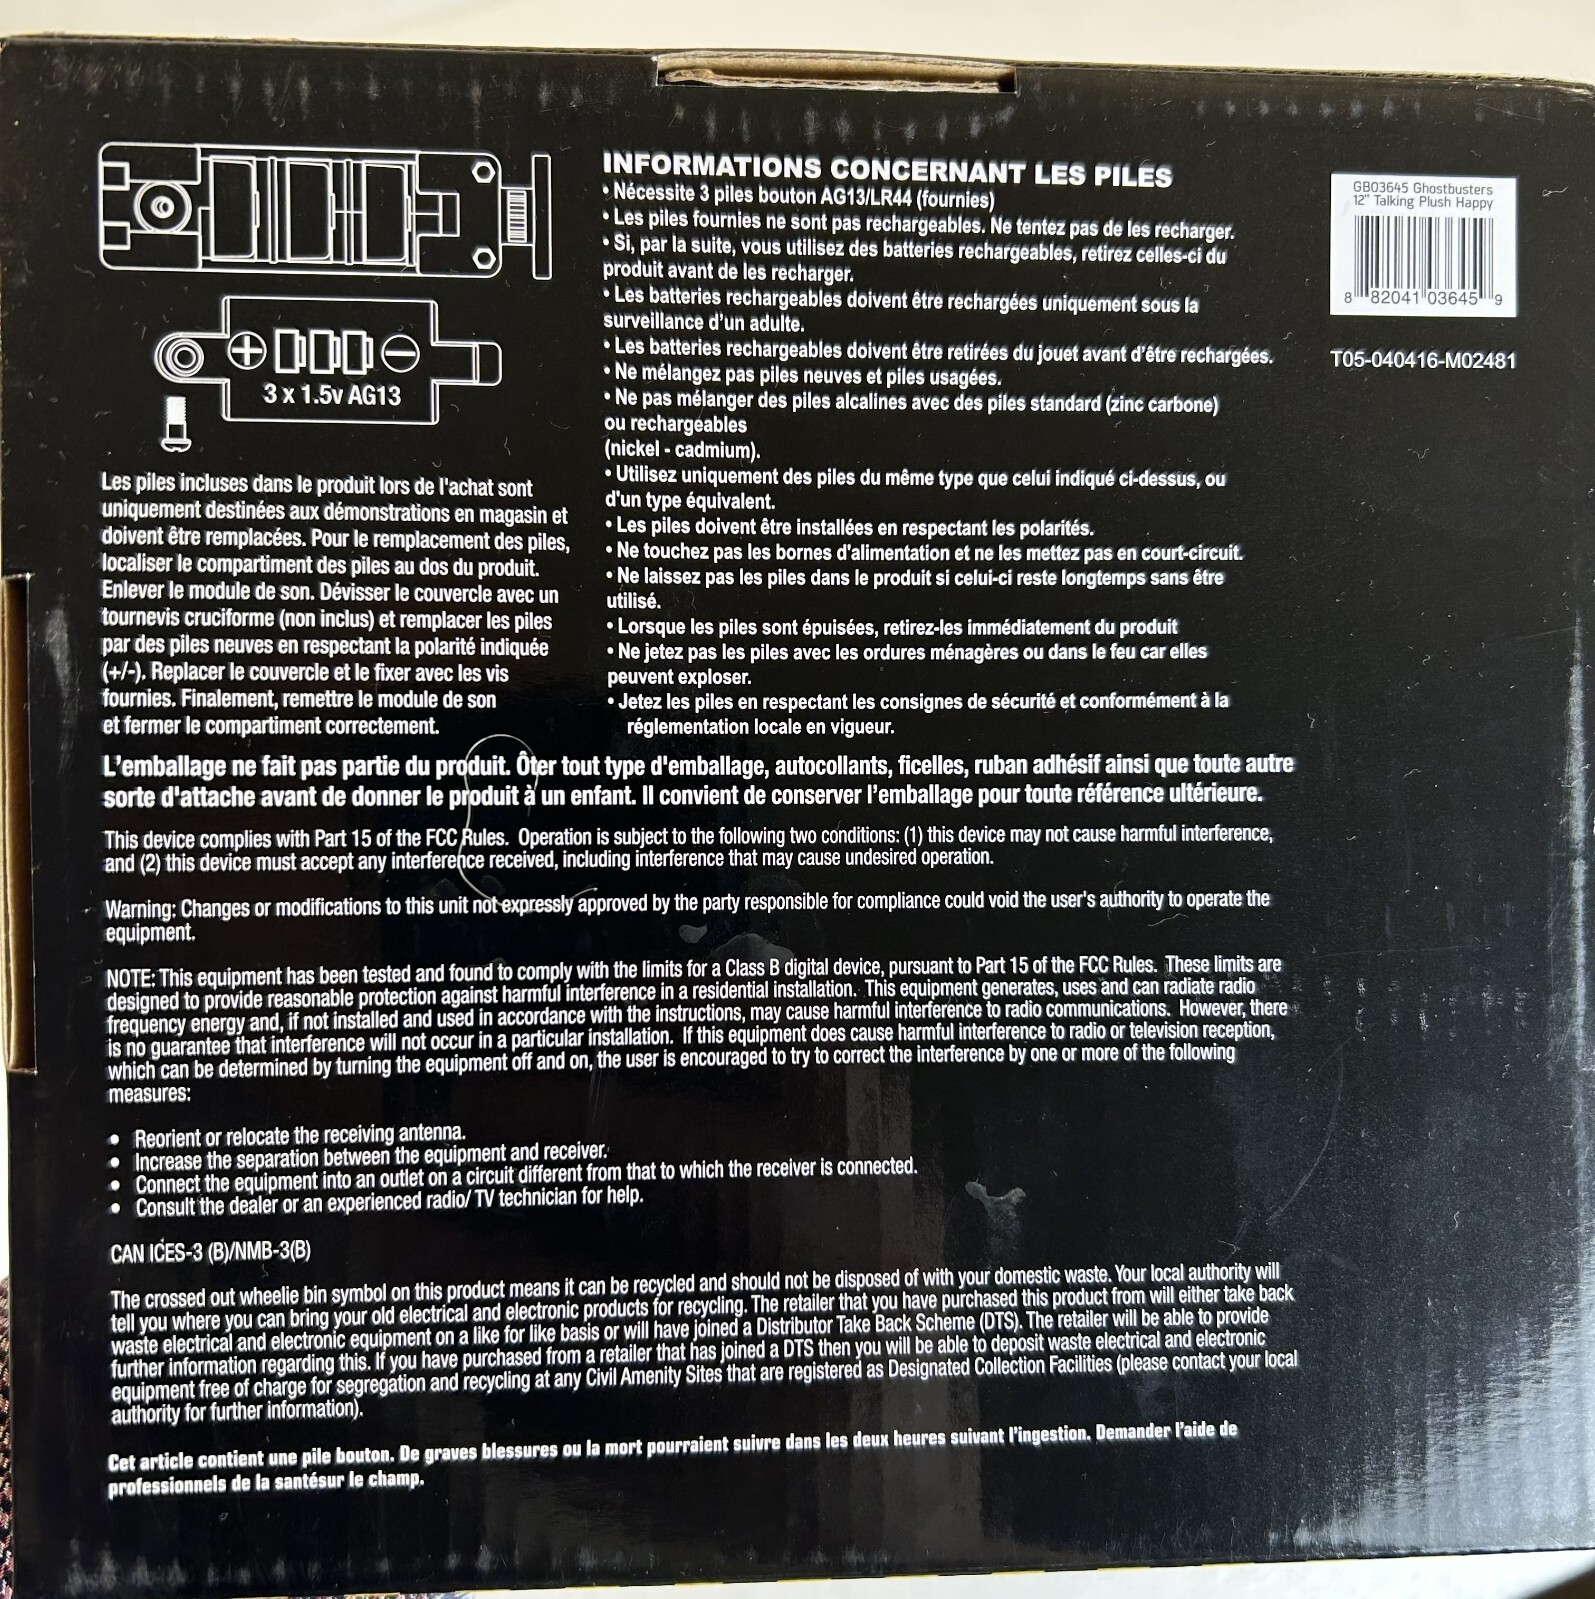 3 x 1.5v AG13
Les piles incluses dans le produit lors de l'achat sont
uniquement destinées aux démonstrations en magasin et
doivent être remplacées. Pour le remplacement des piles,
localiser le compartiment des piles au dos du produit.
Enlever le module de son. Dévisser le couvercle avec un
tournevis cruciforme (non inclus) et remplacer les piles
par des piles neuves en respectant la polarité indiquée
(+/-). Replacer le couvercle et le fixer avec les vis
fournies. Finalement, remettre le module de son
et fermer le compartiment correctement.
INFORMATIONS CONCERNANT LES PILES
• Nécessite 3 piles bouton AG13/LR44 (fournies)
• Les piles fournies ne sont pas rechargeables. Ne tentez pas de les recharger.
• Si, par la suite, vous utilisez des batteries rechargeables, retirez celles-ci du
produit avant de les recharger.
• Les batteries rechargeables doivent être rechargées uniquement sous la
surveillance d'un adulte.
• Les batteries rechargeables doivent être retirées du jouet avant d'être rechargées.
• Ne mélangez pas piles neuves et piles usagées.
• Ne pas mélanger des piles alcalines avec des piles standard (zinc carbone)
ou rechargeables
(nickel - cadmium).
• Utilisez uniquement des piles du même type que celui indiqué ci-dessus, ou
d'un type équivalent.
• Les piles doivent être installées en respectant les polarités.
• Ne touchez pas les bornes d'alimentation et ne les mettez pas en court-circuit.
• Ne laissez pas les piles dans le produit si celui-ci reste longtemps sans être
utilisé.
• Lorsque les piles sont épuisées, retirez-les immédiatement du produit
• Ne jetez pas les piles avec les ordures ménagères ou dans le feu car elles
peuvent exploser.
• Jetez les piles en respectant les consignes de sécurité et conformément à la
réglementation locale en vigueur.
GB03645 Ghostbusters
12" Talking Plush Happy
8 82041 03645 9
T05-040416-M02481
L'emballage ne fait pas partie du produit. Ôter tout type d'emballage, autocollants, ficelles, ruban adhésif ainsi que toute autre
sorte d'attache avant de donner le produit à un enfant. Il convient de conserver l'emballage pour toute référence ultérieure.
This device complies with Part 15 of the FCC Rules. Operation is subject to the following two conditions: (1) this device may not cause harmful interference,
and (2) this device must accept any interference received, including interference that may cause undesired operation.
Warning: Changes or modifications to this unit not expressly approved by the party responsible for compliance could void the user's authority to operate the
equipment.
NOTE: This equipment has been tested and found to comply with the limits for a Class B digital device, pursuant to Part 15 of the FCC Rules. These limits are
designed to provide reasonable protection against harmful interference in a residential installation. This equipment generates, uses and can radiate radio
frequency energy and, if not installed and used in accordance with the instructions, may cause harmful interference to radio communications. However, there
is no guarantee that interference will not occur in a particular installation. If this equipment does cause harmful interference to radio or television reception,
which can be determined by turning the equipment off and on, the user is encouraged to try to correct the interference by one or more of the following
measures:
• Reorient or relocate the receiving antenna.
• Increase the separation between the equipment and receiver.
• Connect the equipment into an outlet on a circuit different from that to which the receiver is connected.
• Consult the dealer or an experienced radio/ TV technician for help.
CAN ICES-3 (B)/NMB-3(B)
The crossed out wheelie bin symbol on this product means it can be recycled and should not be disposed of with your domestic waste. Your local authority will
tell you where you can bring your old electrical and electronic products for recycling. The retailer that you have purchased this product from will either take back
waste electrical and electronic equipment on a like for like basis or will have joined a Distributor Take Back Scheme (DTS). The retailer will be able to provide
further information regarding this. If you have purchased from a retailer that has joined a DTS then you will be able to deposit waste electrical and electronic
equipment free of charge for segregation and recycling at any Civil Amenity Sites that are registered as Designated Collection Facilities (please contact your local
authority for further information).
Cet article contient une pile bouton. De graves blessures ou la mort pourraient suivre dans les deux heures suivant l'ingestion. Demander l'aide de
professionnels de la santésur le champ.